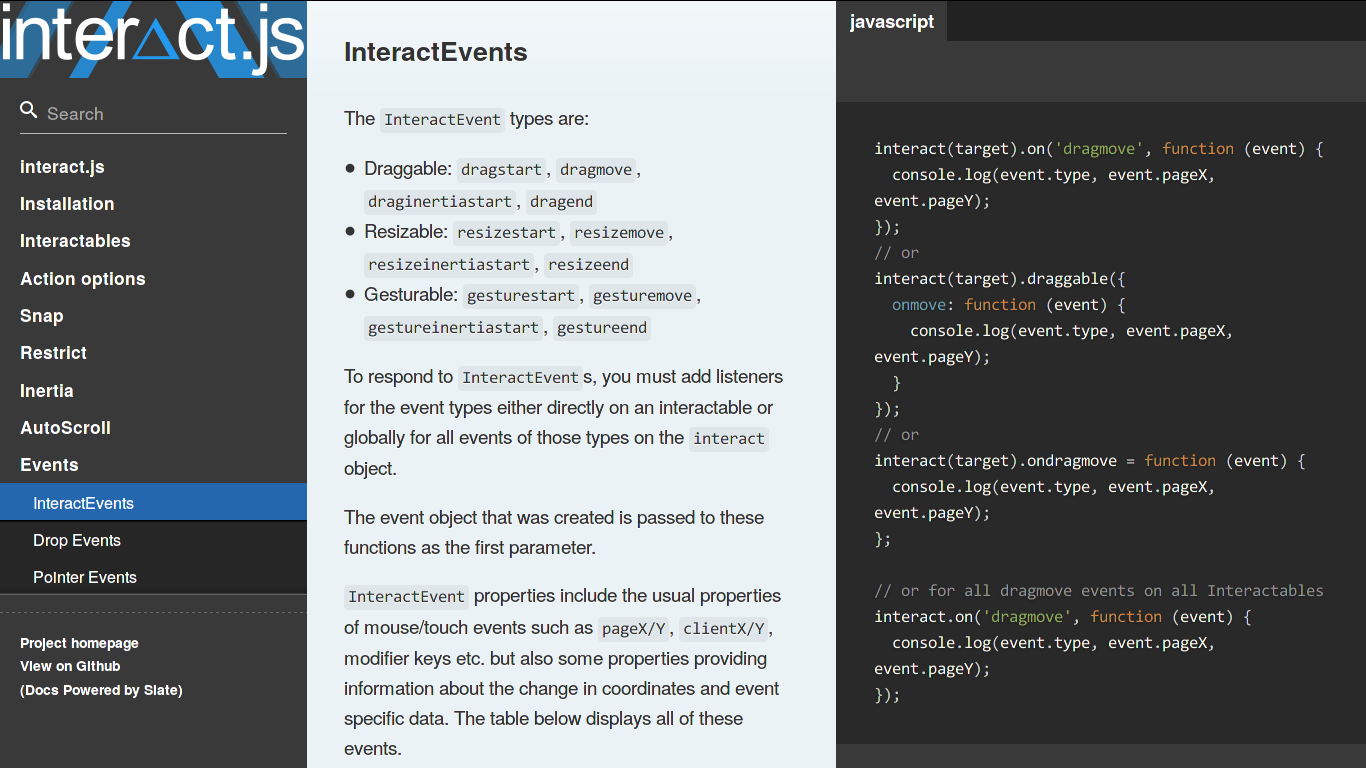 interact.js
Search
interact.js
Installation
Interactables
Action options
Snap
Restrict
Inertia
AutoScroll
Events
InteractEvents
Drop Events
Pointer Events
Project homepage
View on Github
(Docs Powered by Slate)
InteractEvents
The InteractEvent types are:
● Draggable: dragstart, dragmove,
draginertiastart, dragend
● Resizable: resizestart, resizemove,
resizeinertiastart, resizeend
● Gesturable: gesturestart, gesturemove,
gestureinertiastart, gestureend
To respond to InteractEvents, you must add listeners
for the event types either directly on an interactable or
globally for all events of those types on the interact
object.
The event object that was created is passed to these
functions as the first parameter.
InteractEvent properties include the usual properties
of mouse/touch events such as pageX/Y, clientX/Y,
modifier keys etc. but also some properties providing
information about the change in coordinates and event
specific data. The table below displays all of these
events.
javascript
interact(target).on('dragmove', function (event) {
  console.log(event.type, event.pageX,
event.pageY);
});
// or
interact(target).draggable({
  onmove: function (event) {
    console.log(event.type, event.pageX,
event.pageY);
  }
});
// or
interact(target).ondragmove = function (event) {
  console.log(event.type, event.pageX,
event.pageY);
};
// or for all dragmove events on all Interactables
interact.on('dragmove', function (event) {
  console.log(event.type, event.pageX,
event.pageY);
});